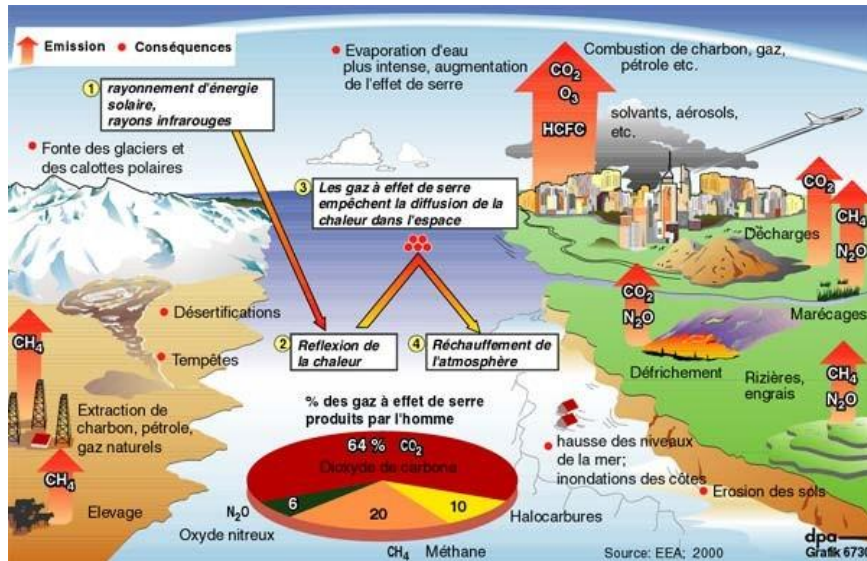 Emission
Conséquences
1
rayonnement d'énergie
solaire,
rayons infrarouges
Fonte des glaciers et
des calottes polaires
Evaporation d'eau
plus intense, augmentation
de l'effet de serre
Combustion de charbon, gaz,
pétrole etc.
CO2
O3
HCFC
solvants, aérosols,
etc.
3
Les gaz à effet de serre
empêchent la diffusion de la
chaleur dans l'espace
CO2
CH4
N2O
Décharges
Marécages
CO2
N2O
Défrichement
Désertifications
Tempêtes
2
Reflexion de
la chaleur
4
Réchauffement de
l'atmosphère
CH4
Extraction de
charbon, pétrole,
gaz naturels
CH4
Elevage
Rizières,
engrais
CH4
N2O
% des gaz à effet de serre
produits par l'homme
64 % CO2
Dioxyde de carbona
N2O
6
Oxyde nitreux
20
CH4 Méthane
10
Halocarbures
hausse des niveaux
de la mer;
inondations des côtes
Erosion des sols
Source: EEA; 2000
dpa
Grafik 6730